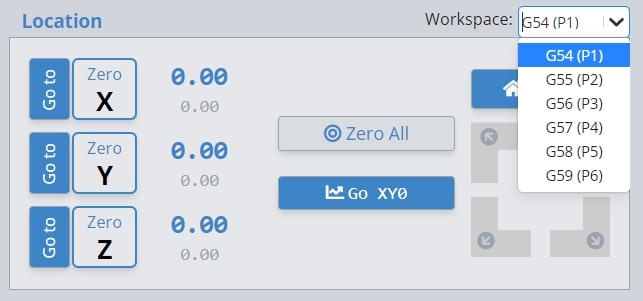 Location
Workspace: G54 (P1)
G54 (P1)
G55 (P2)
G56 (P3)
G57 (P4)
G58 (P5)
G59 (P6)
Go to
Zero
X
0.00
0.00
Go to
Zero
Y
0.00
0.00
Go to
Zero
Z
0.00
0.00
Zero All
Go XY0